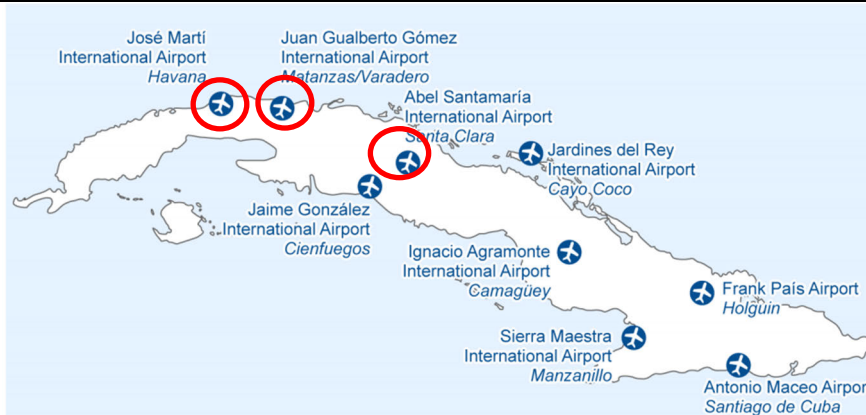 José Martí
International Airport
Havana
Juan Gualberto Gómez
International Airport
Matanzas/Varadero
Abel Santamaría
International Airport
Santa Clara
Jardines del Rey
International Airport
Cayo Coco
Jaime González
International Airport
Cienfuegos
Ignacio Agramonte
International Airport
Camagüey
Frank País Airport
Holguin
Sierra Maestra
International Airport
Manzanillo
Antonio Maceo Airpor
Santiago de Cuba